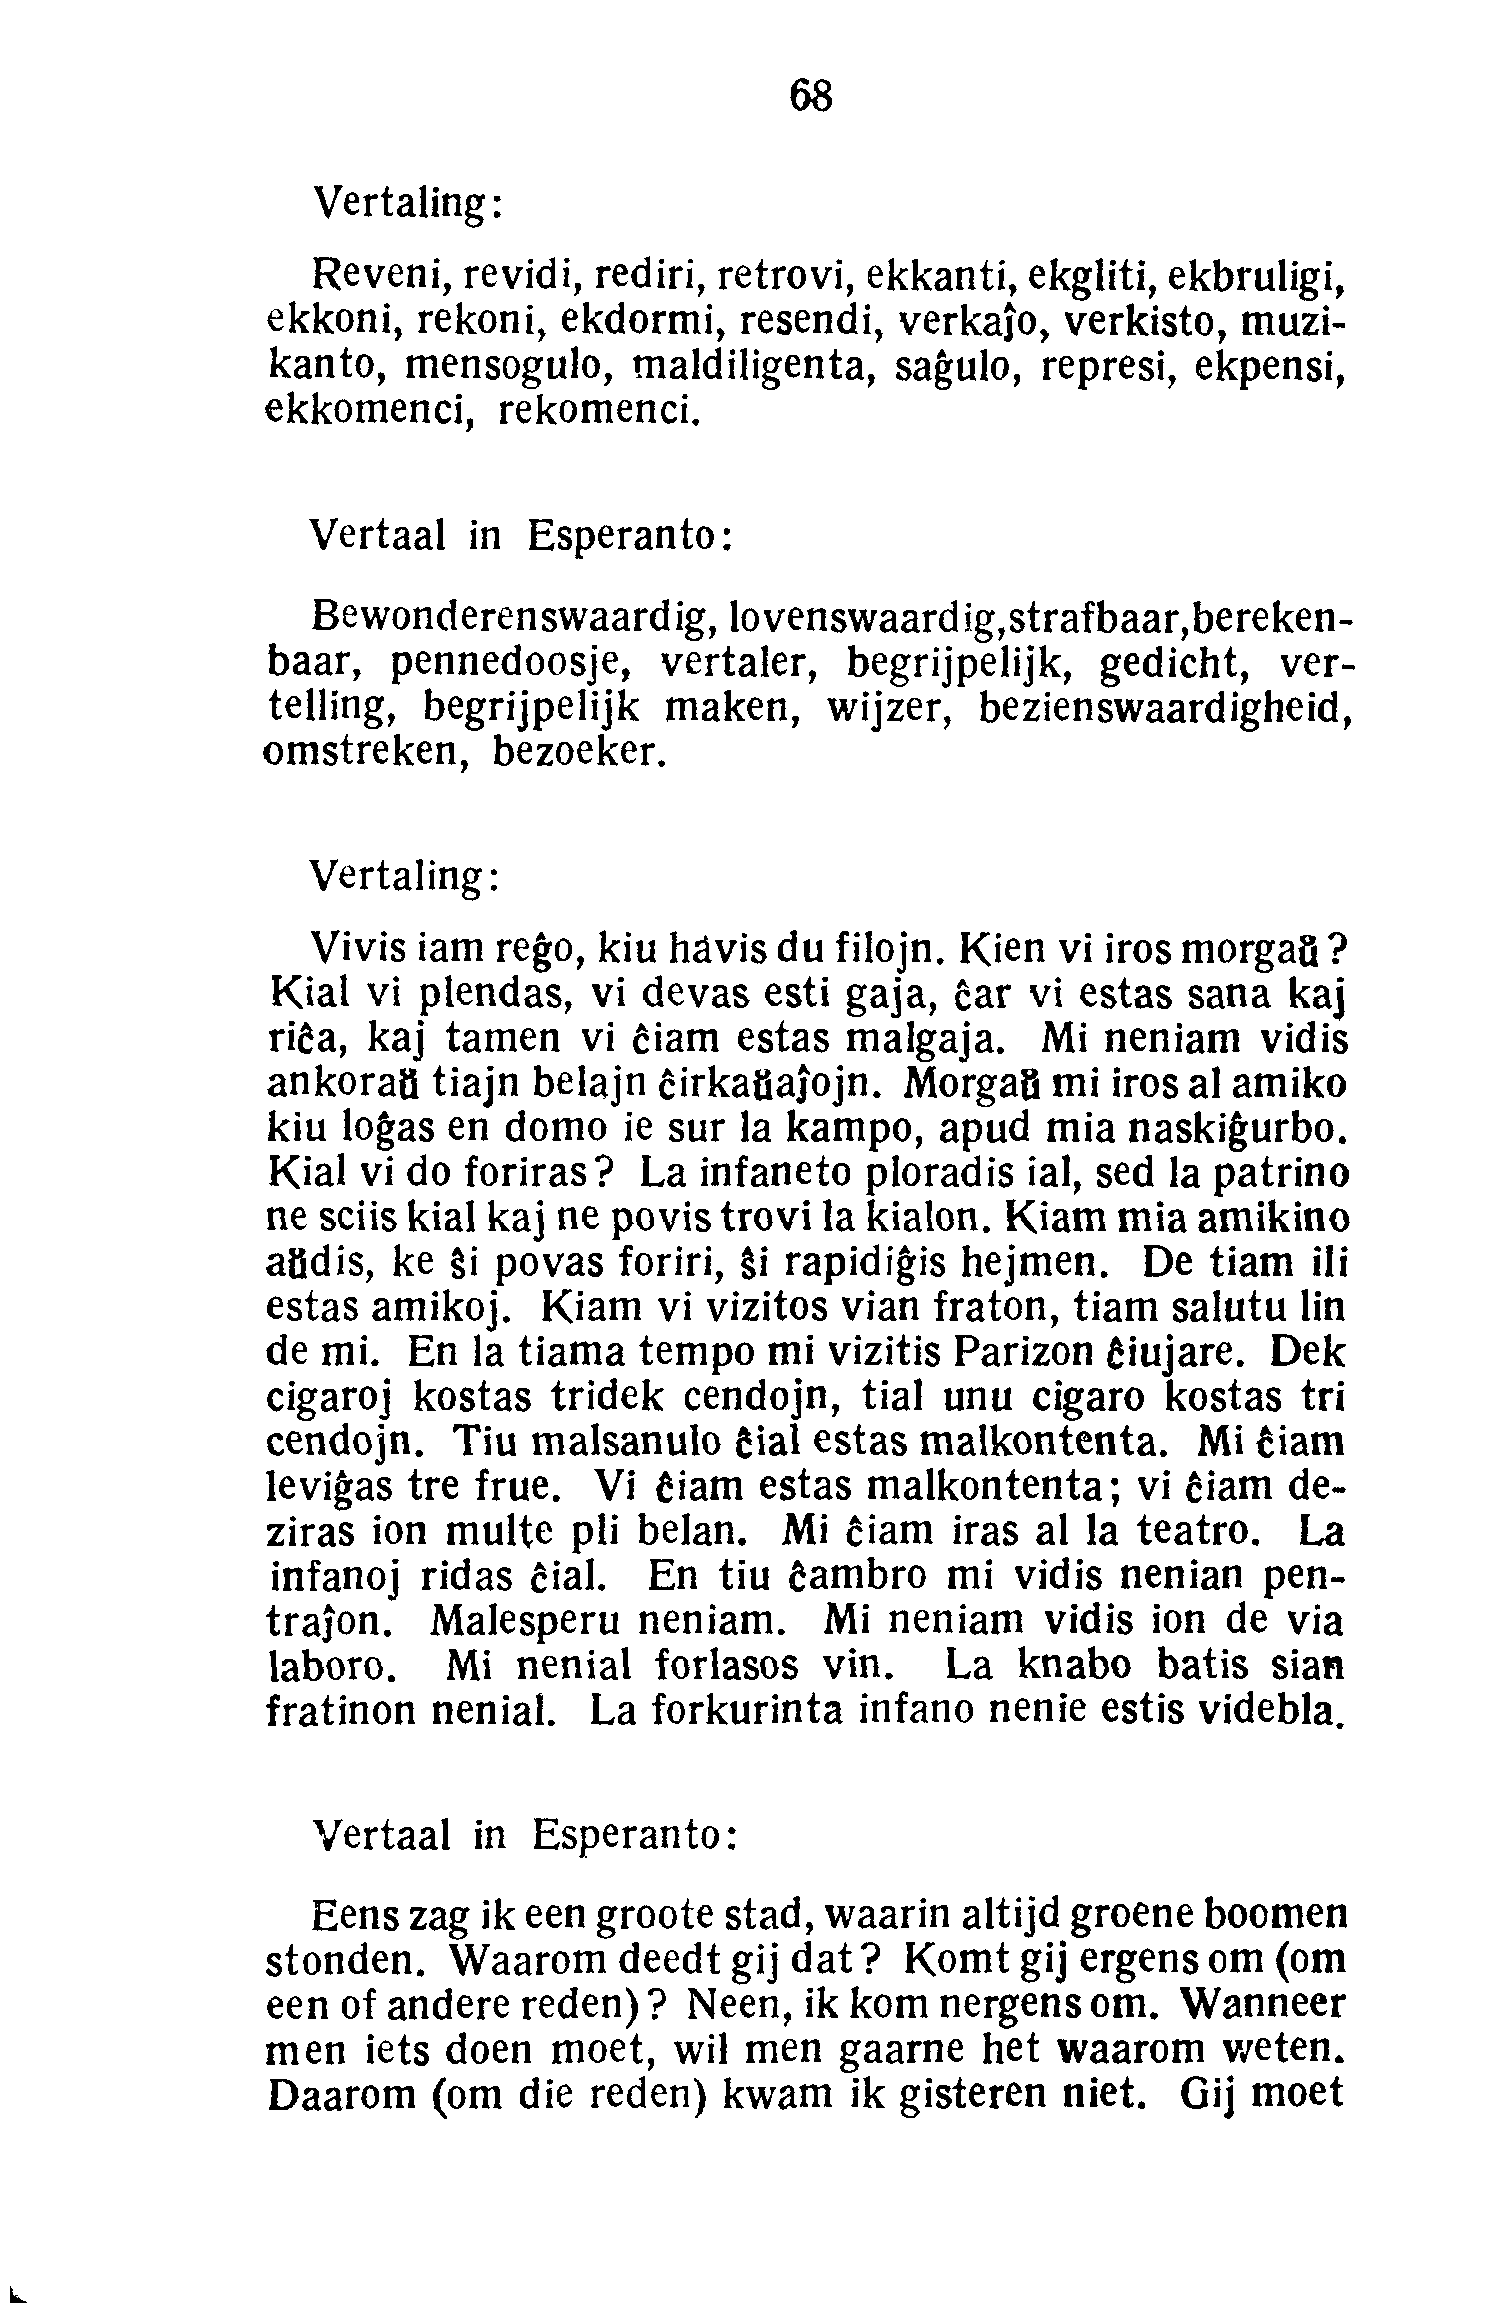 68
Vertaling:
Reveni, revidi, rediri, retrovi, ekkanti, ekgliti, ekbruligi,
ekkoni, rekoni, ekdormi, resendi, verkaĵo, verkisto, muzi-
kanto, mensogulo, maldiligenta, saĝulo, represi, ekpensi,
ekkomenci, rekomenci.
Vertaal in Esperanto:
Bewonderenswaardig, lovenswaardig,strafbaar,bereken-
baar, pennedoosje, vertaler, begrijpelijk, gedicht, ver-
telling, begrijpelijk maken, wijzer, bezienswaardigheid,
omstreken, bezoeker.
Vertaling:
Vivis iam reĝo, kiu havis du filojn. Kien vi iros morgaŭ?
Kial vi plendas, vi devas esti gaja, ĉar vi estas sana kaj
riĉa, kaj tamen vi ĉiam estas malgaja. Mi neniam vidis
ankoraŭ tiajn belajn ĉirkaŭaĵojn. Morgaŭ mi iros al amiko
kiu loĝas en domo ie sur la kampo, apud mia naskiĝurbo.
Kial vi do foriras? La infaneto ploradis ial, sed la patrino
ne sciis kial kaj ne povis trovi la kialon. Kiam mia amikino
aŭdis, ke ŝi povas foriri, ŝi rapidiĝis hejmen. De tiam ili
estas amikoj. Kiam vi vizitos vian fraton, tiam salutu lin
de mi. En la tiama tempo mi vizitis Parizon ĉiujare. Dek
cigaroj kostas tridek cendojn, tial unu cigaro kostas tri
cendojn. Tiu malsanulo ĉial estas malkontenta. Mi ĉiam
leviĝas tre frue. Vi ĉiam estas malkontenta; vi ĉiam de-
ziras ion multe pli belan. Mi ĉiam iras al la teatro. La
infanoj ridas ĉial. En tiu ĉambro mi vidis nenian pen-
traĵon. Malesperu neniam. Mi neniam vidis ion de via
laboro. Mi nenial forlasos vin. La knabo batis sian
fratinon nenial. La forkurinta infano nenie estis videbla.
Vertaal in Esperanto:
Eens zag ik een groote stad, waarin altijd groene boomen
stonden. Waarom deedt gij dat? Komt gij ergens om (om
een of andere reden)? Neen, ik kom nergens om. Wanneer
men iets doen moet, wil men gaarne het waarom weten.
Daarom (om die reden) kwam ik gisteren niet. Gij moet